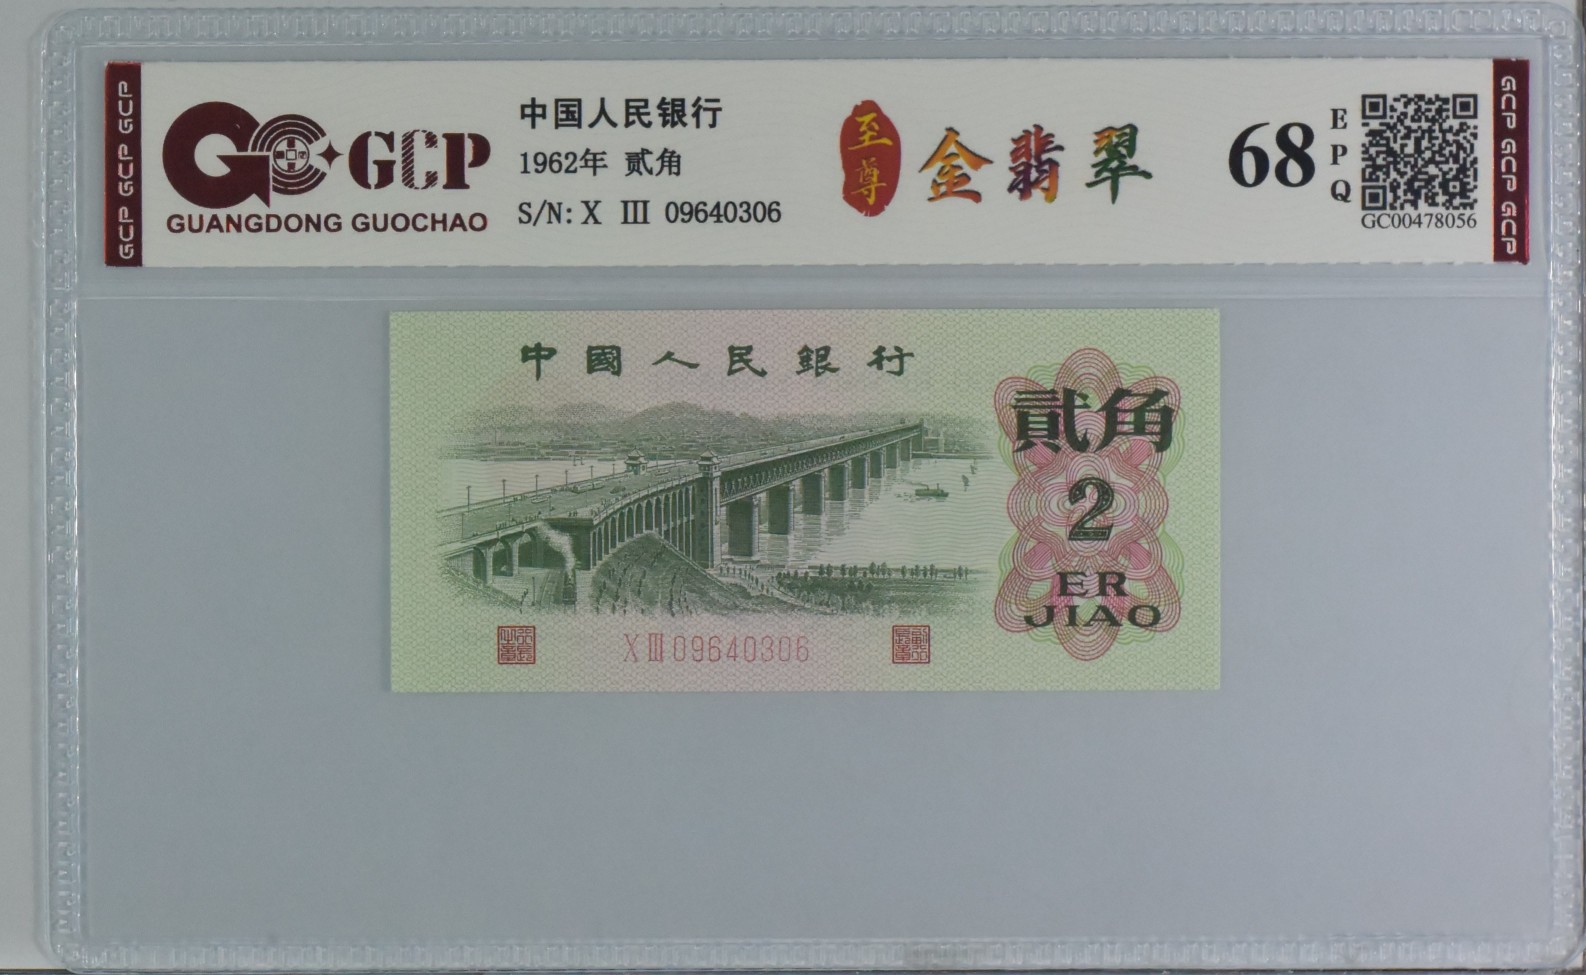 GCP GCP GCP
GCP
GUANGDONG GUOCHAO
中国人民银行
1962年 贰角
S/N: X Ⅲ 09640306
至尊
金翡翠
68
EPQ
GC00478056
GCP GCP GCP
中國人民銀行
貳角
2
ER
JIAO
X Ⅲ 09640306